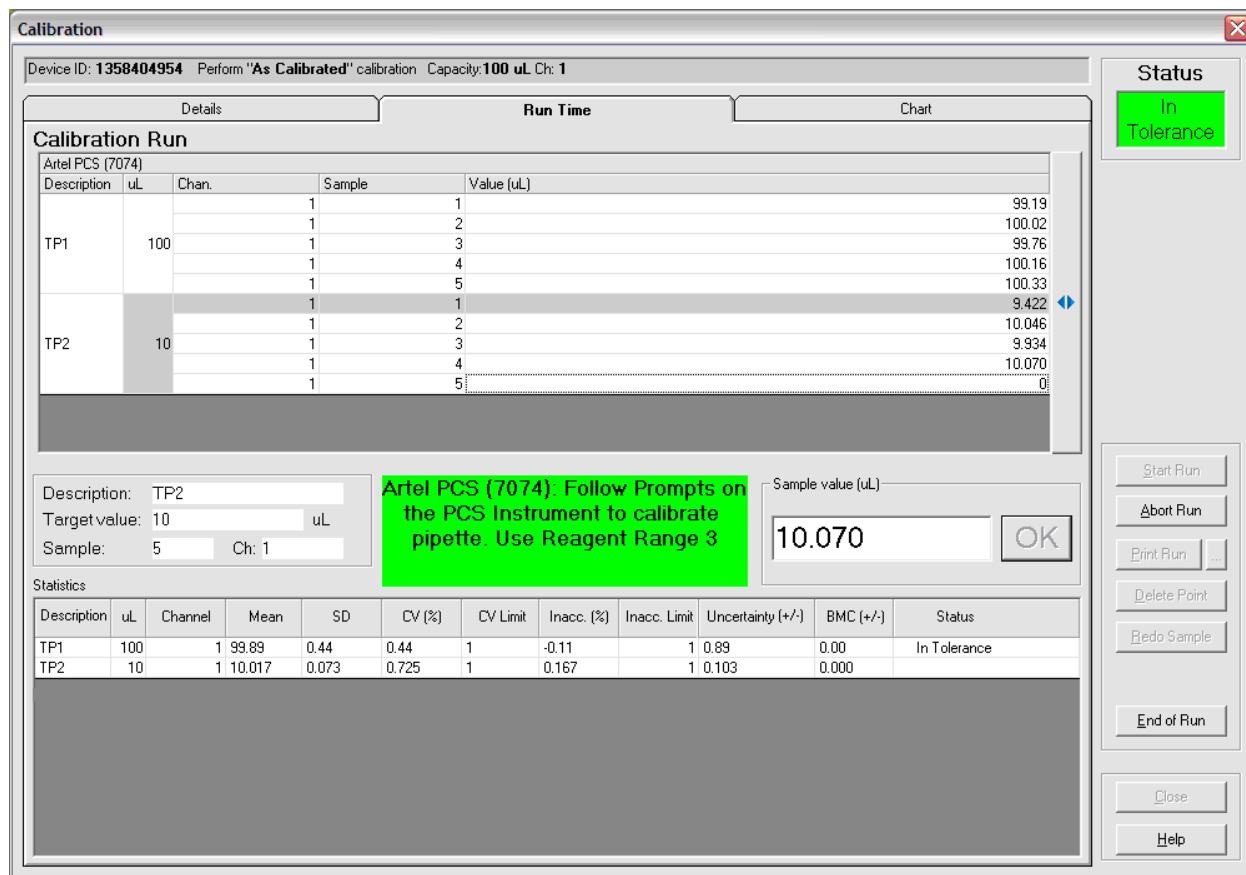 Calibration
Device ID: 1358404954 Perform "As Calibrated" calibration Capacity:100 uL Ch: 1
Status
In
Tolerance
Details Run Time Chart
Calibration Run
Artel PCS (7074)
Description uL Chan. Sample Value (uL)
1 1 99.19
1 2 100.02
TP1 100 1 3 99.76
1 4 100.16
1 5 100.33
1 1 9.422
1 2 10.046
TP2 10 1 3 9.934
1 4 10.070
1 5 0
Description: TP2
Target value: 10 uL
Sample: 5 Ch: 1
Artel PCS (7074): Follow Prompts on
the PCS Instrument to calibrate
pipette. Use Reagent Range 3
Sample value (uL)
10.070 OK
Start Run
Abort Run
Print Run ...
Delete Point
Redo Sample
End of Run
Close
Help
Statistics
Description uL Channel Mean SD CV (%) CV Limit Inacc. (%) Inacc. Limit Uncertainty (+/-) BMC (+/-) Status
TP1 100 1 99.89 0.44 0.44 1 -0.11 1 0.89 0.00 In Tolerance
TP2 10 1 10.017 0.073 0.725 1 0.167 1 0.103 0.000